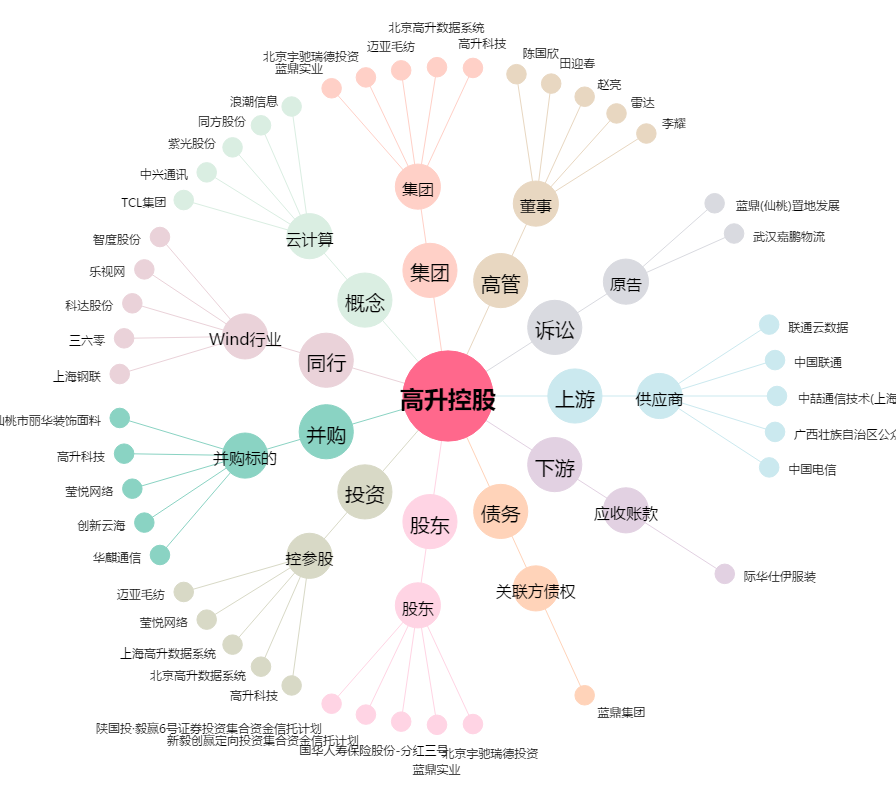 北京高升数据系统
迈亚毛纺
高升科技
北京宇驰瑞德投资
蓝鼎实业
陈国欣
田迎春
赵亮
雷达
李耀
浪潮信息
同方股份
紫光股份
中兴通讯
TCL集团
集团
董事
蓝鼎(仙桃)置地发展
武汉嘉鹏物流
智度股份
乐视网
科达股份
三六零
上海钢联
云计算
集团
高管
原告
概念
诉讼
联通云数据
中国联通
中喆通信技术(上海
广西壮族自治区公众
中国电信
Wind行业
同行
高升控股
上游
供应商
仙桃市丽华装饰面料
高升科技
莹悦网络
创新云海
华麒通信
并购
并购标的
下游
投资
股东
债务
应收账款
控参股
关联方债权
股东
际华仕伊服装
迈亚毛纺
莹悦网络
上海高升数据系统
北京高升数据系统
高升科技
蓝鼎集团
陕国投·毅赢6号证券投资集合资金信托计划
新毅创赢定向投资集合资金信托计划
国华人寿保险股份-分红三号
北京宇驰瑞德投资
蓝鼎实业